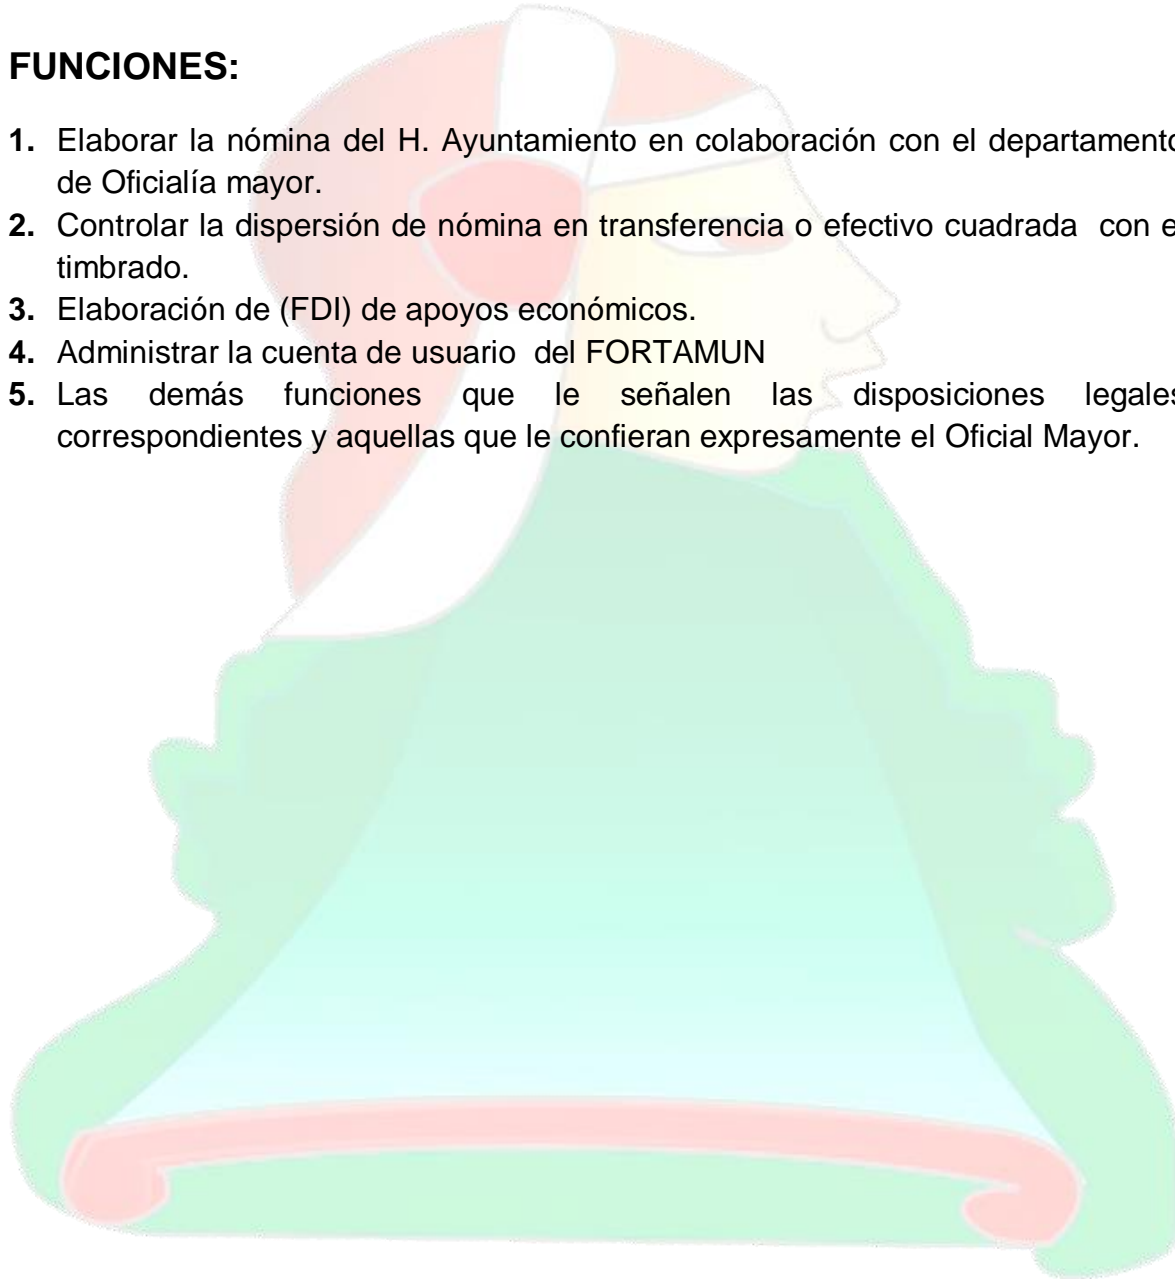 FUNCIONES:
1. Elaborar la nómina del H. Ayuntamiento en colaboración con el departamento
de Oficialía mayor.
2. Controlar la dispersión de nómina en transferencia o efectivo cuadrada  con e
timbrado.
3. Elaboración de (FDI) de apoyos económicos.
4. Administrar la cuenta de usuario  del FORTAMUN
5. Las demás funciones que le señalen las disposiciones legales
correspondientes y aquellas que le confieran expresamente el Oficial Mayor.